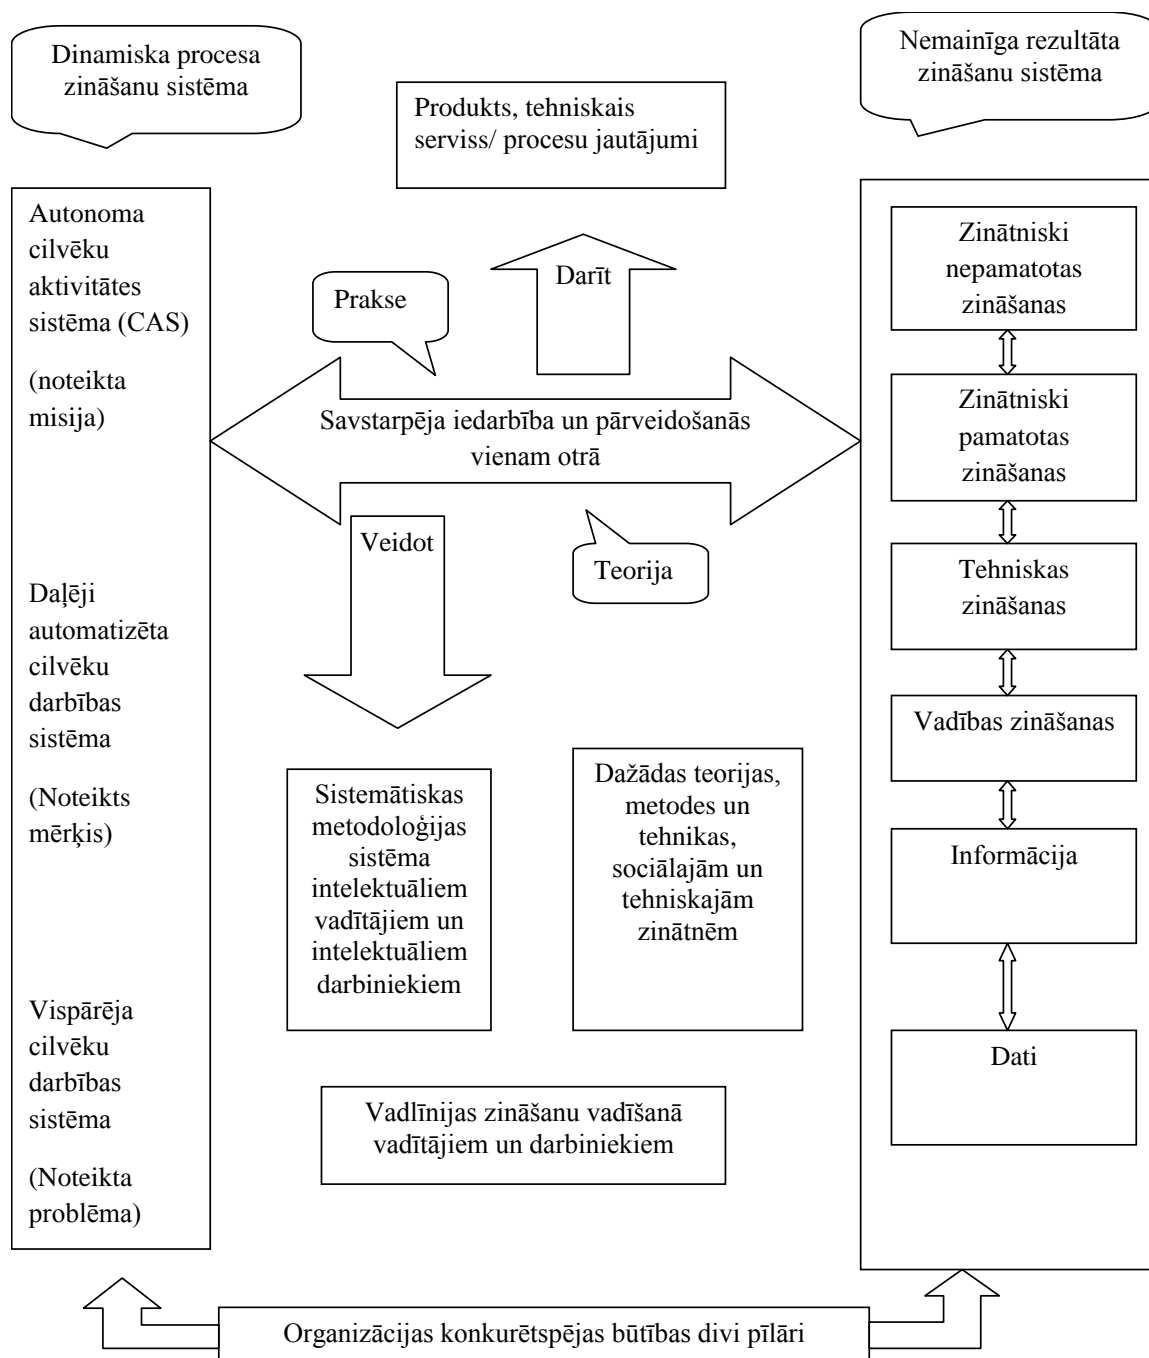 Dinamiska procesa
zināšanu sistēma
Nemainīga rezultāta
zināšanu sistēma
Produkts, tehniskais
serviss/ procesu jautājumi
Autonoma
cilvēku
aktivitātes
sistēma (CAS)
(noteikta
misija)
Daļēji
automatizēta
cilvēku
darbības
sistēma
(Noteikts
mērķis)
Vispārēja
cilvēku
darbības
sistēma
(Noteikta
problēma)
Darīt
Prakse
Savstarpēja iedarbība un pārveidošanās
vienam otrā
Veidot
Teorija
Sistemātiskas
metodoloģijas
sistēma
intelektuāliem
vadītājiem un
intelektuāliem
darbiniekiem
Dažādas teorijas,
metodes un
tehnikas,
sociālajām un
tehniskajām
zinātnēm
Vadlīnijas zināšanu vadīšanā
vadītājiem un darbiniekiem
Zinātniski
nepamatotas
zināšanas
Zinātniski
pamatotas
zināšanas
Tehniskas
zināšanas
Vadības zināšanas
Informācija
Dati
Organizācijas konkurētspējas būtības divi pīlāri